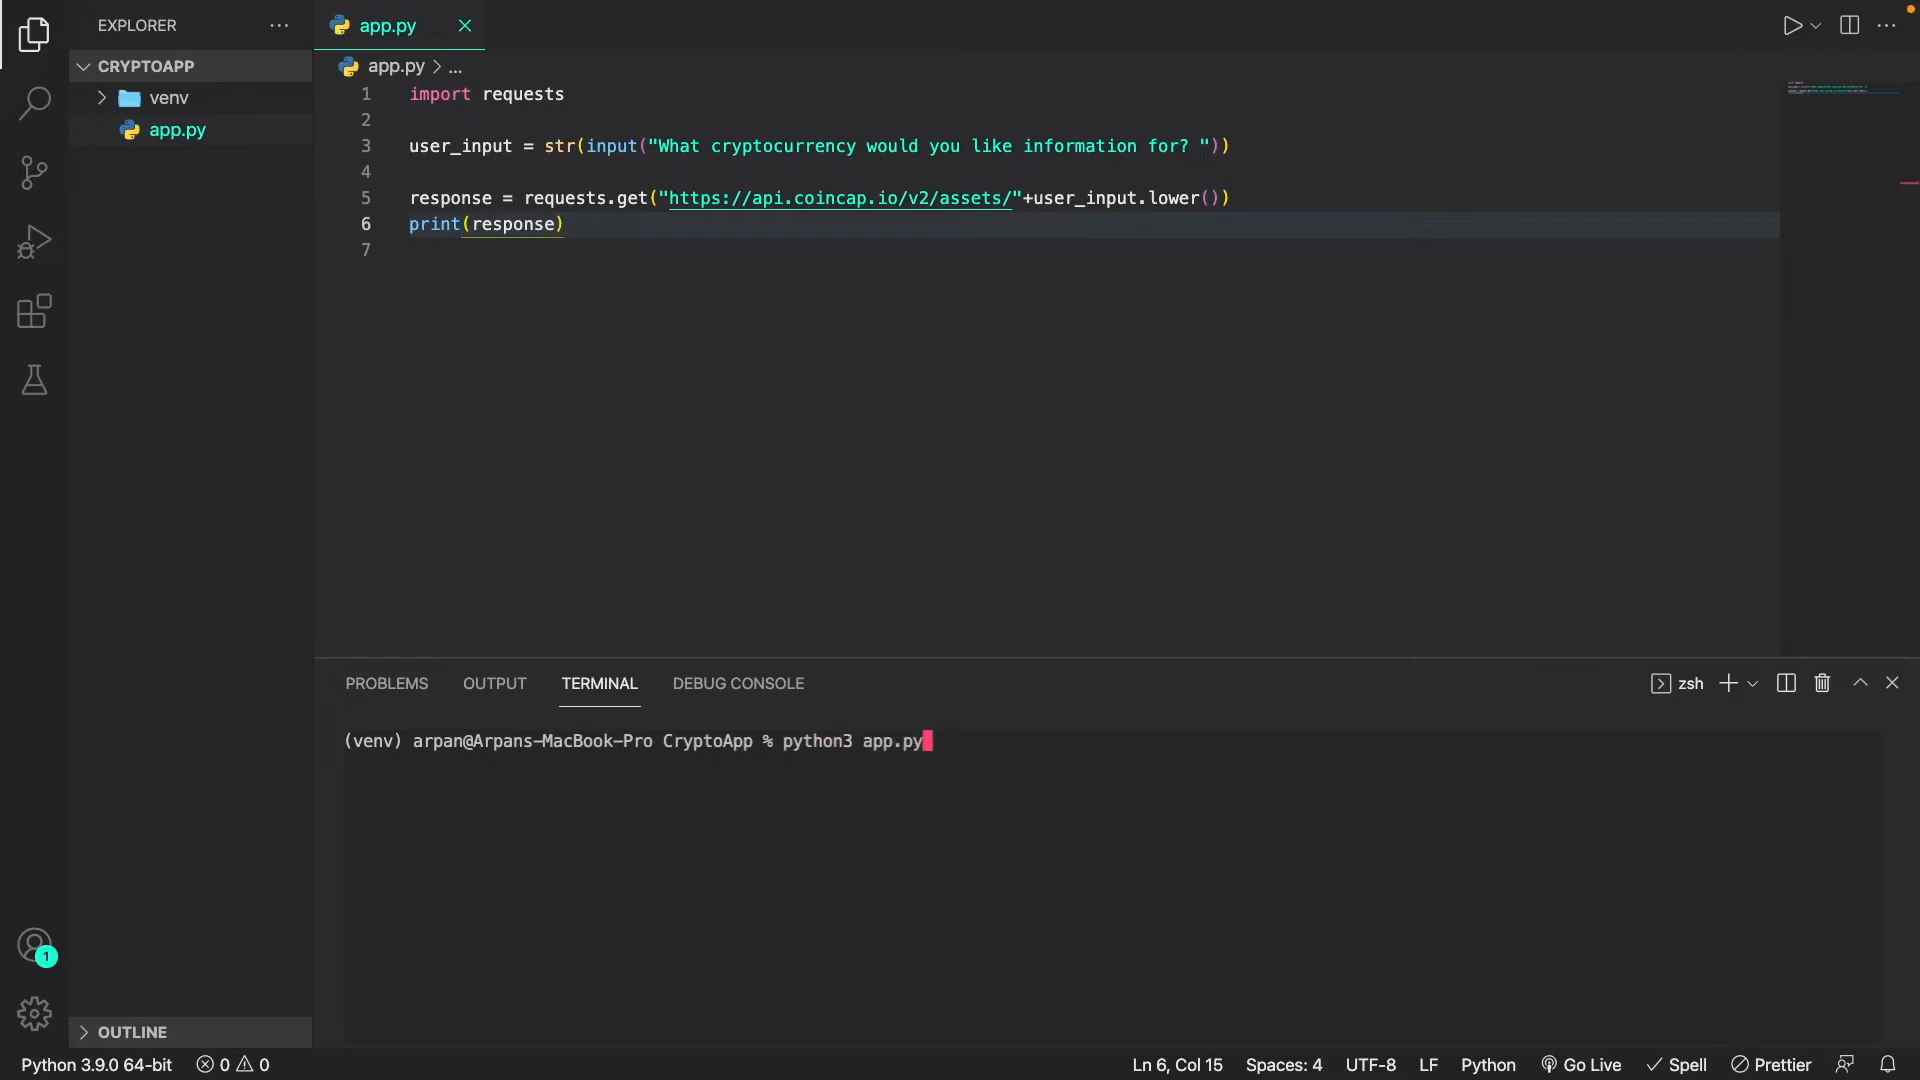 EXPLORER
CRYPTOAPP
venv
app.py
OUTLINE
1
app.py
app.py > ...
1 import requests
2
3 user_input = str(input("What cryptocurrency would you like information for? "))
4
5 response = requests.get("https://api.coincap.io/v2/assets/"+user_input.lower())
6 print(response)
7
PROBLEMS OUTPUT TERMINAL DEBUG CONSOLE
zsh
(venv) arpan@Arpans-MacBook-Pro CryptoApp % python3 app.py
Python 3.9.0 64-bit 0 0 Ln 6, Col 15 Spaces: 4 UTF-8 LF Python Go Live Spell Prettier